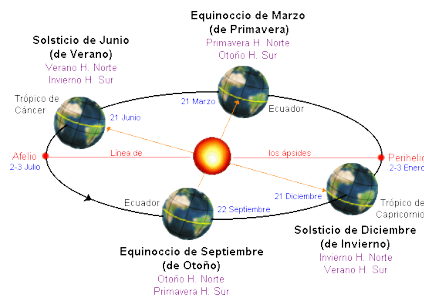 Equinoccio de Marzo
(de Primavera)
Primavera H. Norte
Otoño H. Sur
Solsticio de Junio
(de Verano)
Verano H. Norte
Invierno H. Sur
Trópico de
Cáncer
21 Junio
21 Marzo
Ecuador
Afelio
2-3 Julio
Línea de
los ápsides
Perihelio
2-3 Enero
Ecuador
22 Septiembre
21 Diciembre
Trópico de
Capricornio
Equinoccio de Septiembre
(de Otoño)
Otoño H. Norte
Primavera H. Sur
Solsticio de Diciembre
(de Invierno)
Invierno H. Norte
Verano H. Sur